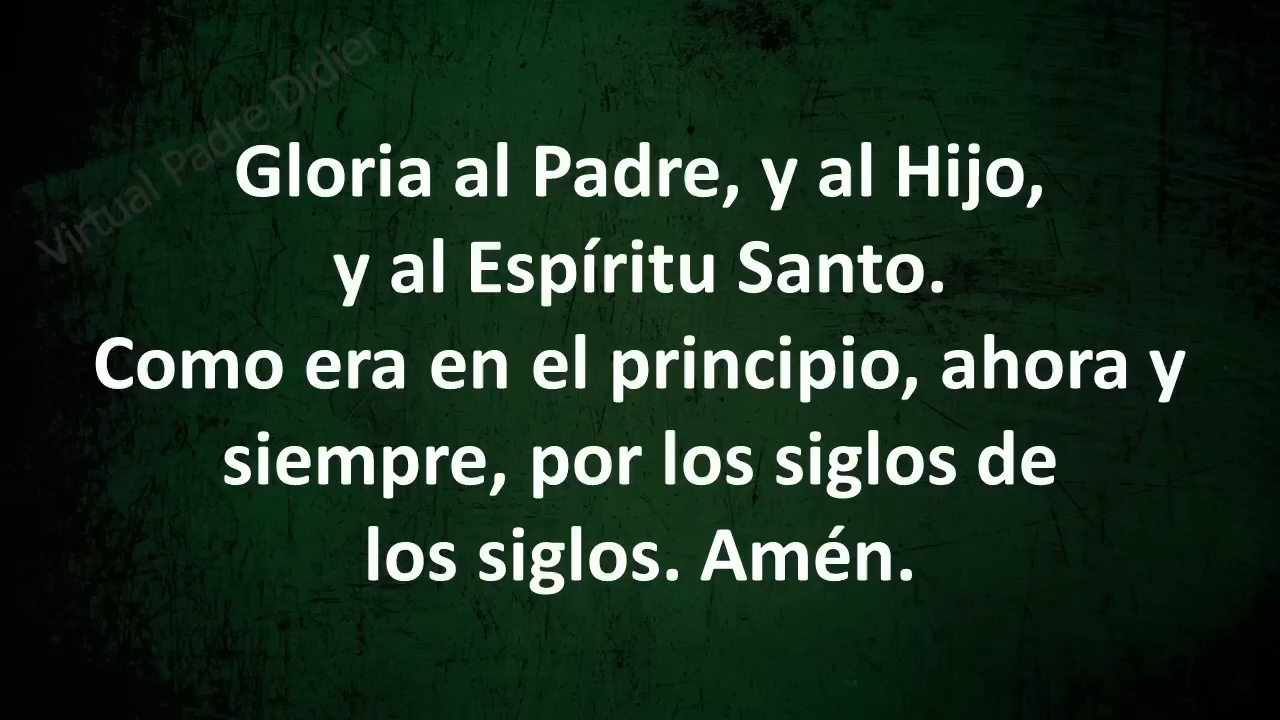 Virtual Padre Didier
Gloria al Padre, y al Hijo,
y al Espíritu Santo.
Como era en el principio, ahora y
siempre, por los siglos de
los siglos. Amén.